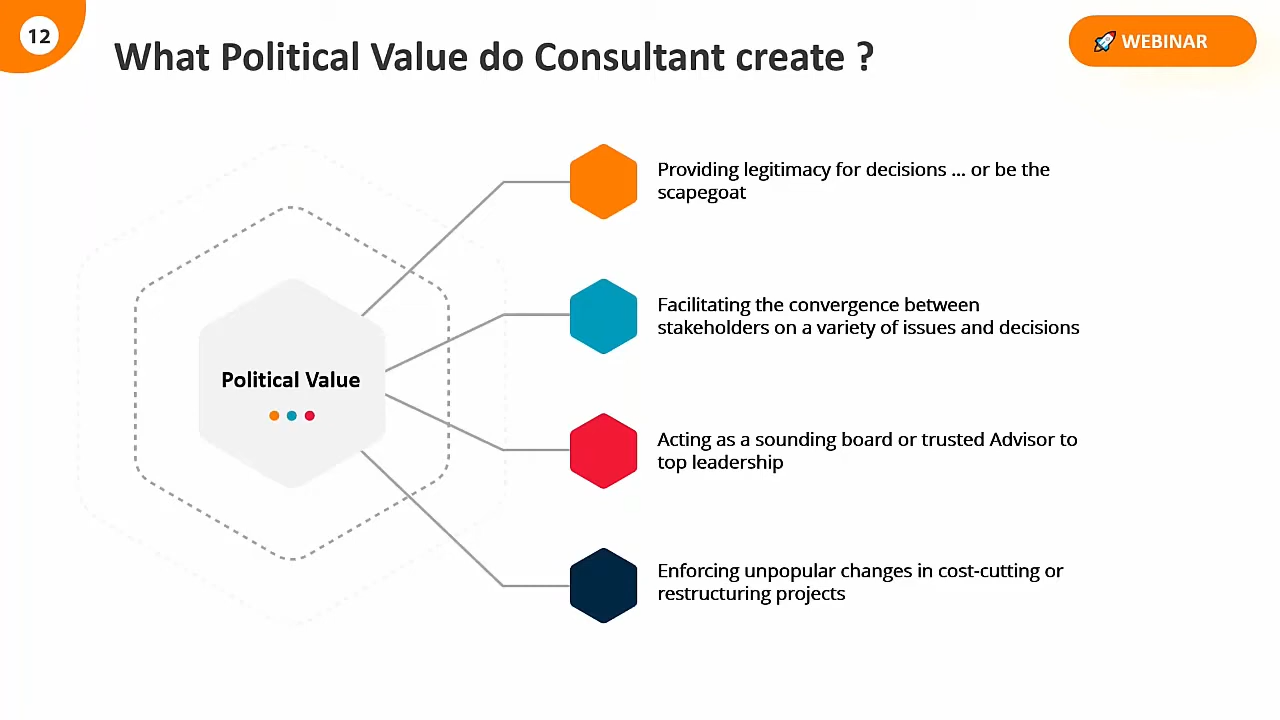 12
What Political Value do Consultant create ?
🚀 WEBINAR
Political Value
Providing legitimacy for decisions ... or be the
scapegoat
Facilitating the convergence between
stakeholders on a variety of issues and decisions
Acting as a sounding board or trusted Advisor to
top leadership
Enforcing unpopular changes in cost-cutting or
restructuring projects